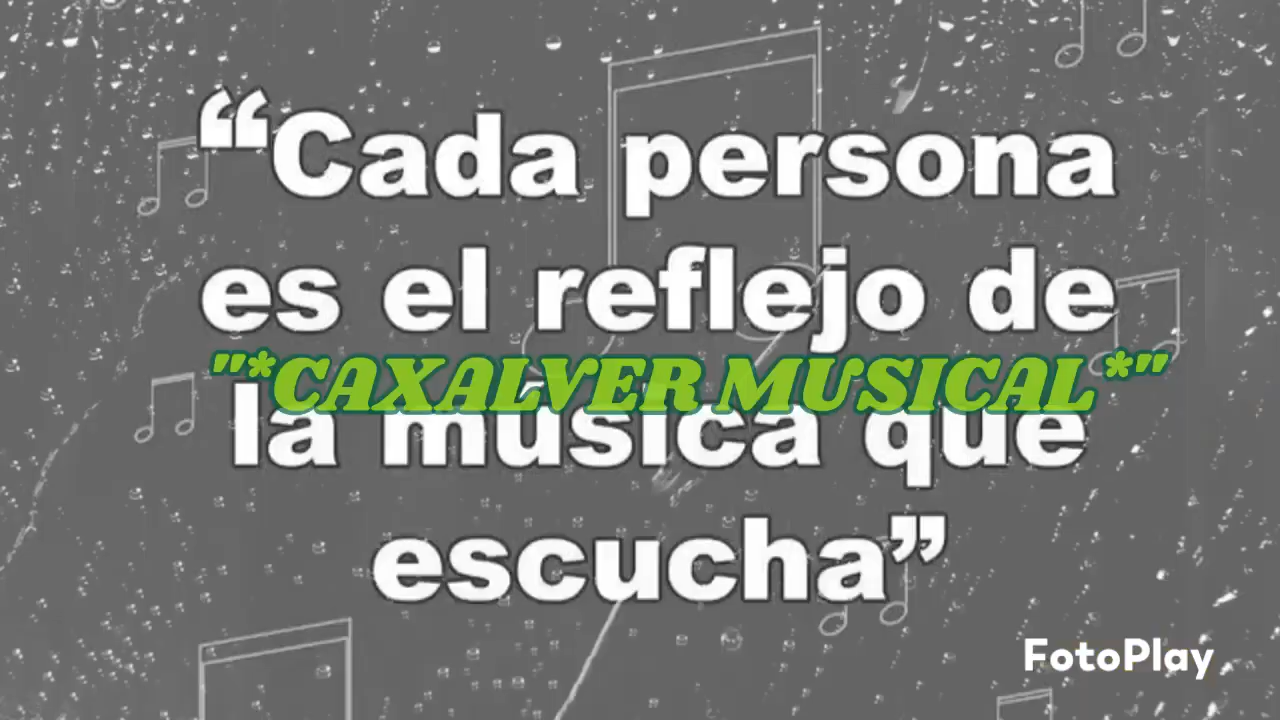 “Cada persona
es el reflejo de
"*CAXALVER MUSICAL*"
la música que
escucha”
FotoPlay